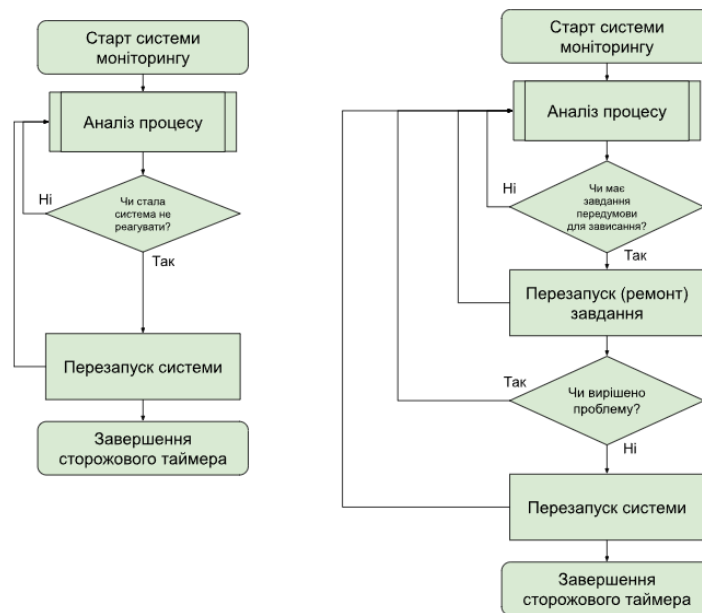 Старт системи
моніторингу
Аналіз процесу
Ні
Чи стала
система не
реагувати?
Так
Перезапуск системи
Завершення
сторожового таймера
Старт системи
моніторингу
Аналіз процесу
Ні
Чи має
завдання
передумови
для зависання?
Так
Перезапуск (ремонт)
завдання
Так
Чи вирішено
проблему?
Ні
Перезапуск системи
Завершення
сторожового таймера